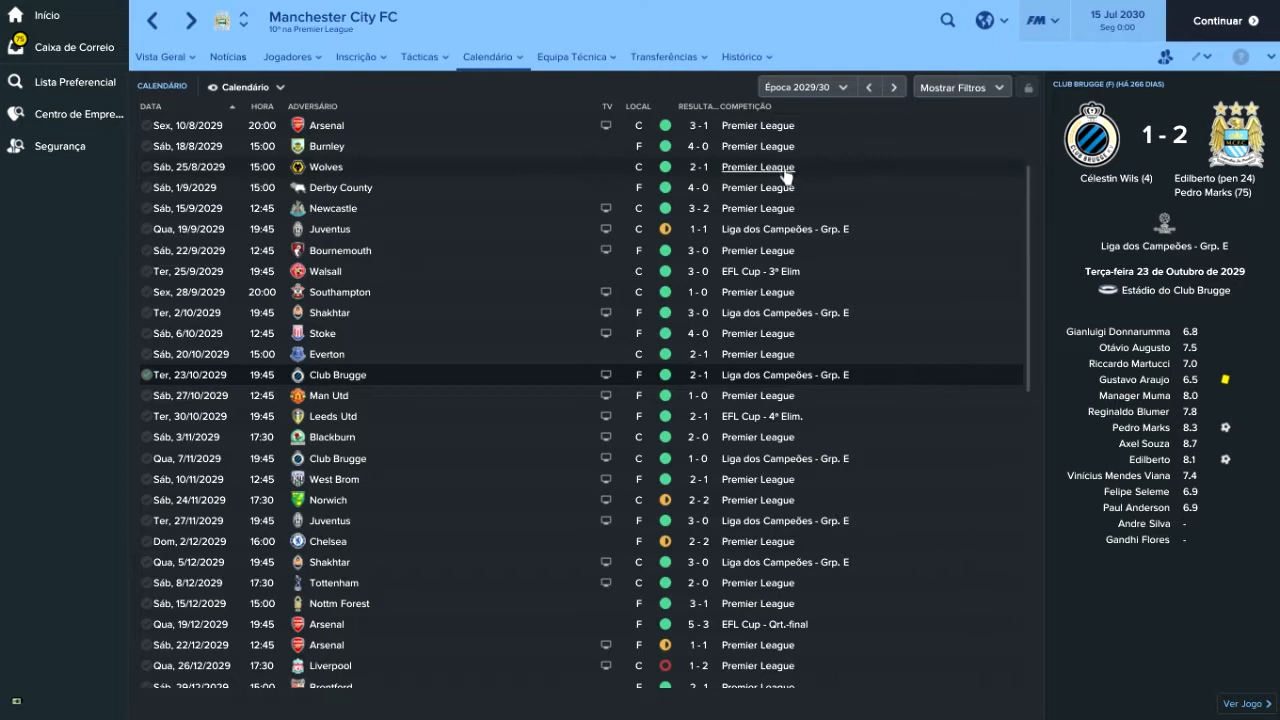 Início
75
Caixa de Correio
Lista Preferencial
Centro de Empre...
Segurança
Manchester City FC
10º na Premier League
FM
15 Jul 2030
Seg 0:00
Continuar
Vista Geral
Notícias
Jogadores
Inscrição
Tácticas
Calendário
Equipa Técnica
Transferências
Histórico
CALENDÁRIO
Calendário
Época 2029/30
Mostrar Filtros
DATA HORA ADVERSÁRIO TV LOCAL RESULTA... COMPETIÇÃO
Sex, 10/8/2029 20:00 Arsenal C 3 - 1 Premier League
Sáb, 18/8/2029 15:00 Burnley F 4 - 0 Premier League
Sáb, 25/8/2029 15:00 Wolves C 2 - 1 Premier League
Sáb, 1/9/2029 15:00 Derby County F 4 - 0 Premier League
Sáb, 15/9/2029 12:45 Newcastle C 3 - 2 Premier League
Qua, 19/9/2029 19:45 Juventus C 1 - 1 Liga dos Campeões - Grp. E
Sáb, 22/9/2029 12:45 Bournemouth F 3 - 0 Premier League
Ter, 25/9/2029 19:45 Walsall C 3 - 0 EFL Cup - 3ª Elim
Sex, 28/9/2029 20:00 Southampton C 1 - 0 Premier League
Ter, 2/10/2029 19:45 Shakhtar F 3 - 0 Liga dos Campeões - Grp. E
Sáb, 6/10/2029 12:45 Stoke F 4 - 0 Premier League
Sáb, 20/10/2029 15:00 Everton C 2 - 1 Premier League
Ter, 23/10/2029 19:45 Club Brugge F 2 - 1 Liga dos Campeões - Grp. E
Sáb, 27/10/2029 12:45 Man Utd F 1 - 0 Premier League
Ter, 30/10/2029 19:45 Leeds Utd F 2 - 1 EFL Cup - 4ª Elim.
Sáb, 3/11/2029 17:30 Blackburn C 2 - 0 Premier League
Qua, 7/11/2029 19:45 Club Brugge C 1 - 0 Liga dos Campeões - Grp. E
Sáb, 10/11/2029 12:45 West Brom F 2 - 1 Premier League
Sáb, 24/11/2029 17:30 Norwich C 2 - 2 Premier League
Ter, 27/11/2029 19:45 Juventus F 3 - 0 Liga dos Campeões - Grp. E
Dom, 2/12/2029 16:00 Chelsea F 2 - 2 Premier League
Qua, 5/12/2029 19:45 Shakhtar C 3 - 0 Liga dos Campeões - Grp. E
Sáb, 8/12/2029 17:30 Tottenham C 2 - 0 Premier League
Sáb, 15/12/2029 15:00 Nottm Forest F 3 - 1 Premier League
Qua, 19/12/2029 19:45 Arsenal F 5 - 3 EFL Cup - Qrt.-final
Sáb, 22/12/2029 12:45 Arsenal F 1 - 1 Premier League
Qua, 26/12/2029 17:30 Liverpool C 1 - 2 Premier League
Sáb, 29/12/2029 15:00 Brentford F 2 - 1 Premier League
CLUB BRUGGE (F) (HÁ 266 DIAS)
1 - 2
Célestin Wils (4)
Edilberto (pen 24)
Pedro Marks (75)
Liga dos Campeões - Grp. E
Terça-feira 23 de Outubro de 2029
Estádio do Club Brugge
Gianluigi Donnarumma 6.8
Otávio Augusto 7.5
Riccardo Martucci 7.0
Gustavo Araujo 6.5
Manager Muma 8.0
Reginaldo Blumer 7.8
Pedro Marks 8.3
Axel Souza 8.7
Edilberto 8.1
Vinícius Mendes Viana 7.4
Felipe Seleme 6.9
Paul Anderson 6.9
Andre Silva -
Gandhi Flores -
Ver Jogo